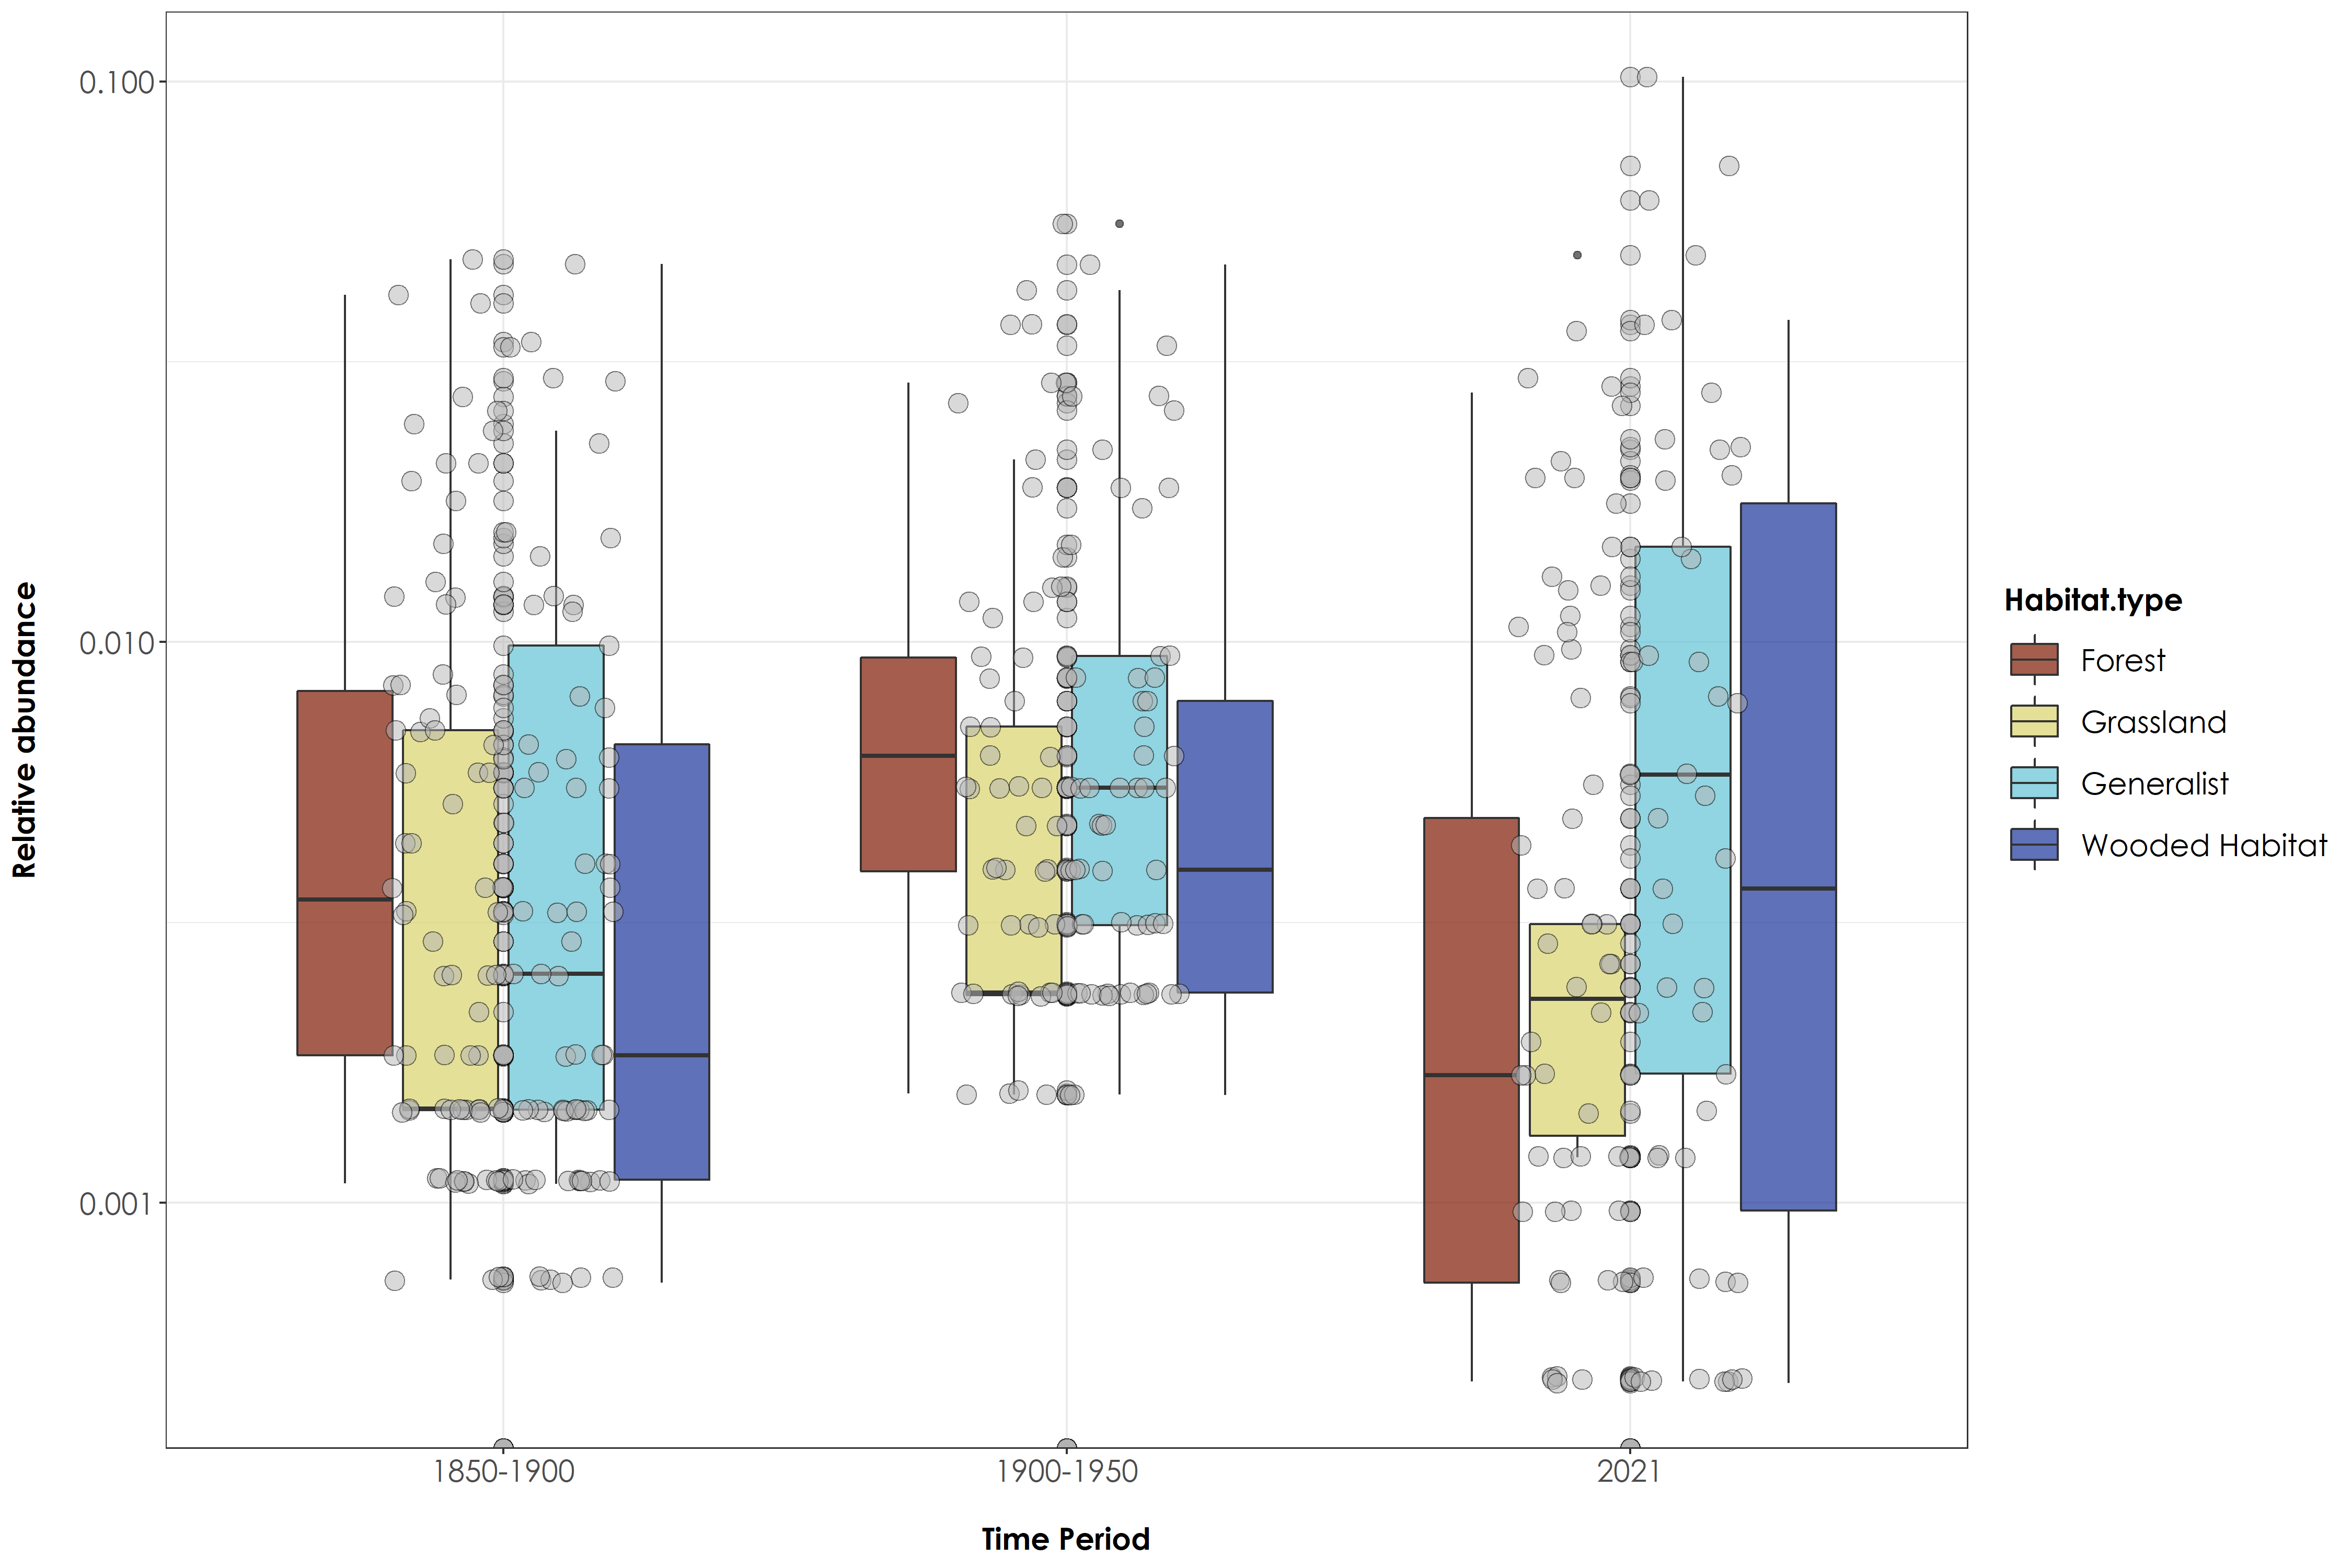 0.100
0.010
0.001
Relative abundance
1850-1900
1900-1950
2021
Time Period
Habitat.type
Forest
Grassland
Generalist
Wooded Habitat